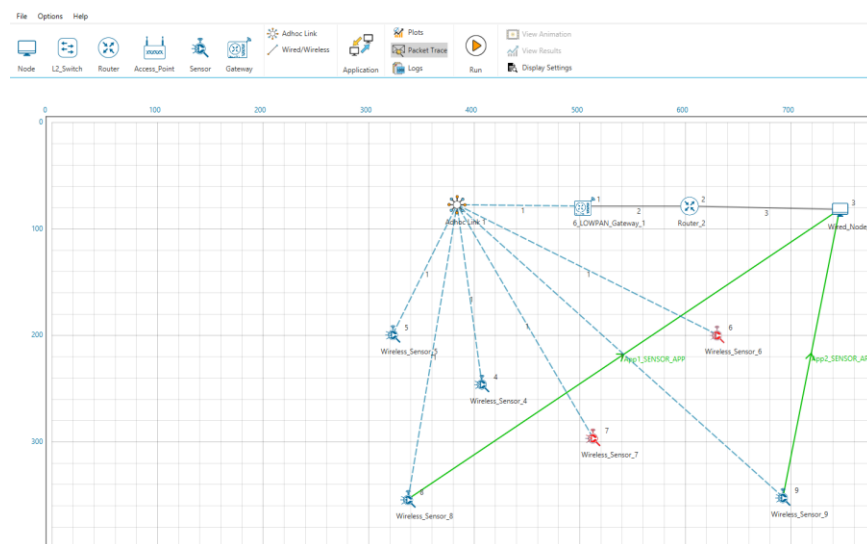 File Options Help
Adhoc Link
Wired/Wireless
Plots
Packet Trace
Logs
View Animation
View Results
Display Settings
Node L2_Switch Router Access_Point Sensor Gateway Application Run
0 100 200 300 400 500 600 700
0
100
200
300
1
2
3
1
2
3
Adhoc Link 1
6_LOWPAN_Gateway_1
Router_2
Wired_Node
1
1
1
1
1
5
Wireless_Sensor_5
6
Wireless_Sensor_6
App1_SENSOR_APP
App2_SENSOR_AP
4
Wireless_Sensor_4
7
Wireless_Sensor_7
8
Wireless_Sensor_8
9
Wireless_Sensor_9